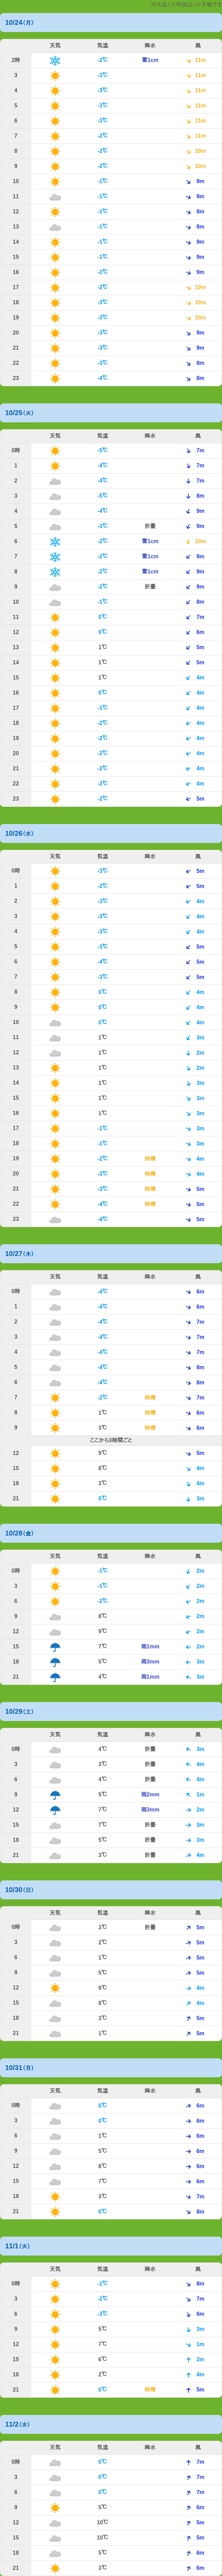 ※大岳(八甲田山)の予報です
10/24(月)
天気 気温 降水 風
2時 -2℃ 雪1cm 11m
3 -3℃ 11m
4 -3℃ 11m
5 -3℃ 11m
6 -3℃ 11m
7 -2℃ 11m
8 -2℃ 10m
9 -2℃ 10m
10 -1℃ 9m
11 -1℃ 9m
12 -1℃ 8m
13 -1℃ 8m
14 -1℃ 9m
15 -1℃ 9m
16 -2℃ 9m
17 -2℃ 10m
18 -3℃ 10m
19 -3℃ 10m
20 -3℃ 9m
21 -3℃ 9m
22 -3℃ 8m
23 -4℃ 8m
10/25(火)
天気 気温 降水 風
0時 -5℃ 7m
1 -4℃ 7m
2 -4℃ 7m
3 -5℃ 8m
4 -4℃ 9m
5 -3℃ 折曇 9m
6 -2℃ 雪1cm 10m
7 -2℃ 雪1cm 9m
8 -2℃ 雪1cm 9m
9 -2℃ 折曇 9m
10 -1℃ 8m
11 0℃ 7m
12 0℃ 6m
13 1℃ 5m
14 1℃ 5m
15 1℃ 4m
16 0℃ 4m
17 -1℃ 4m
18 -2℃ 4m
19 -2℃ 4m
20 -2℃ 4m
21 -2℃ 4m
22 -2℃ 4m
23 -2℃ 5m
10/26(水)
天気 気温 降水 風
0時 -3℃ 5m
1 -2℃ 5m
2 -3℃ 4m
3 -3℃ 4m
4 -3℃ 4m
5 -3℃ 5m
6 -4℃ 5m
7 -3℃ 5m
8 0℃ 4m
9 0℃ 4m
10 0℃ 4m
11 1℃ 3m
12 1℃ 2m
13 1℃ 2m
14 1℃ 3m
15 1℃ 3m
16 1℃ 3m
17 -1℃ 3m
18 -1℃ 3m
19 -2℃ 快晴 4m
20 -3℃ 快晴 4m
21 -3℃ 快晴 5m
22 -4℃ 快晴 5m
23 -4℃ 5m
10/27(木)
天気 気温 降水 風
0時 -4℃ 6m
1 -4℃ 6m
2 -4℃ 7m
3 -4℃ 7m
4 -4℃ 7m
5 -4℃ 8m
6 -4℃ 8m
7 -2℃ 快晴 7m
8 1℃ 快晴 6m
9 3℃ 快晴 6m
ここから3時間ごと
12 9℃ 5m
15 8℃ 4m
18 3℃ 4m
21 0℃ 3m
10/28(金)
天気 気温 降水 風
0時 -1℃ 2m
3 -1℃ 2m
6 -2℃ 2m
9 8℃ 2m
12 9℃ 2m
15 7℃ 雨1mm 2m
18 5℃ 雨3mm 3m
21 4℃ 雨1mm 3m
10/29(土)
天気 気温 降水 風
0時 4℃ 折曇 3m
3 3℃ 折曇 4m
6 4℃ 折曇 4m
9 5℃ 雨2mm 1m
12 7℃ 雨3mm 2m
15 7℃ 折曇 3m
18 5℃ 折曇 3m
21 3℃ 折曇 4m
10/30(日)
天気 気温 降水 風
0時 3℃ 折曇 5m
3 2℃ 5m
6 1℃ 5m
9 5℃ 5m
12 9℃ 4m
15 8℃ 4m
18 3℃ 5m
21 1℃ 5m
10/31(月)
天気 気温 降水 風
0時 0℃ 6m
3 0℃ 6m
6 1℃ 6m
9 5℃ 6m
12 8℃ 6m
15 7℃ 6m
18 3℃ 7m
21 0℃ 8m
11/1(火)
天気 気温 降水 風
0時 -1℃ 8m
3 -2℃ 7m
6 -3℃ 6m
9 5℃ 3m
12 7℃ 1m
15 6℃ 2m
18 2℃ 4m
21 0℃ 快晴 5m
11/2(水)
天気 気温 降水 風
0時 0℃ 7m
3 0℃ 7m
6 0℃ 7m
9 5℃ 6m
12 10℃ 5m
15 10℃ 5m
18 5℃ 6m
21 3℃ 6m